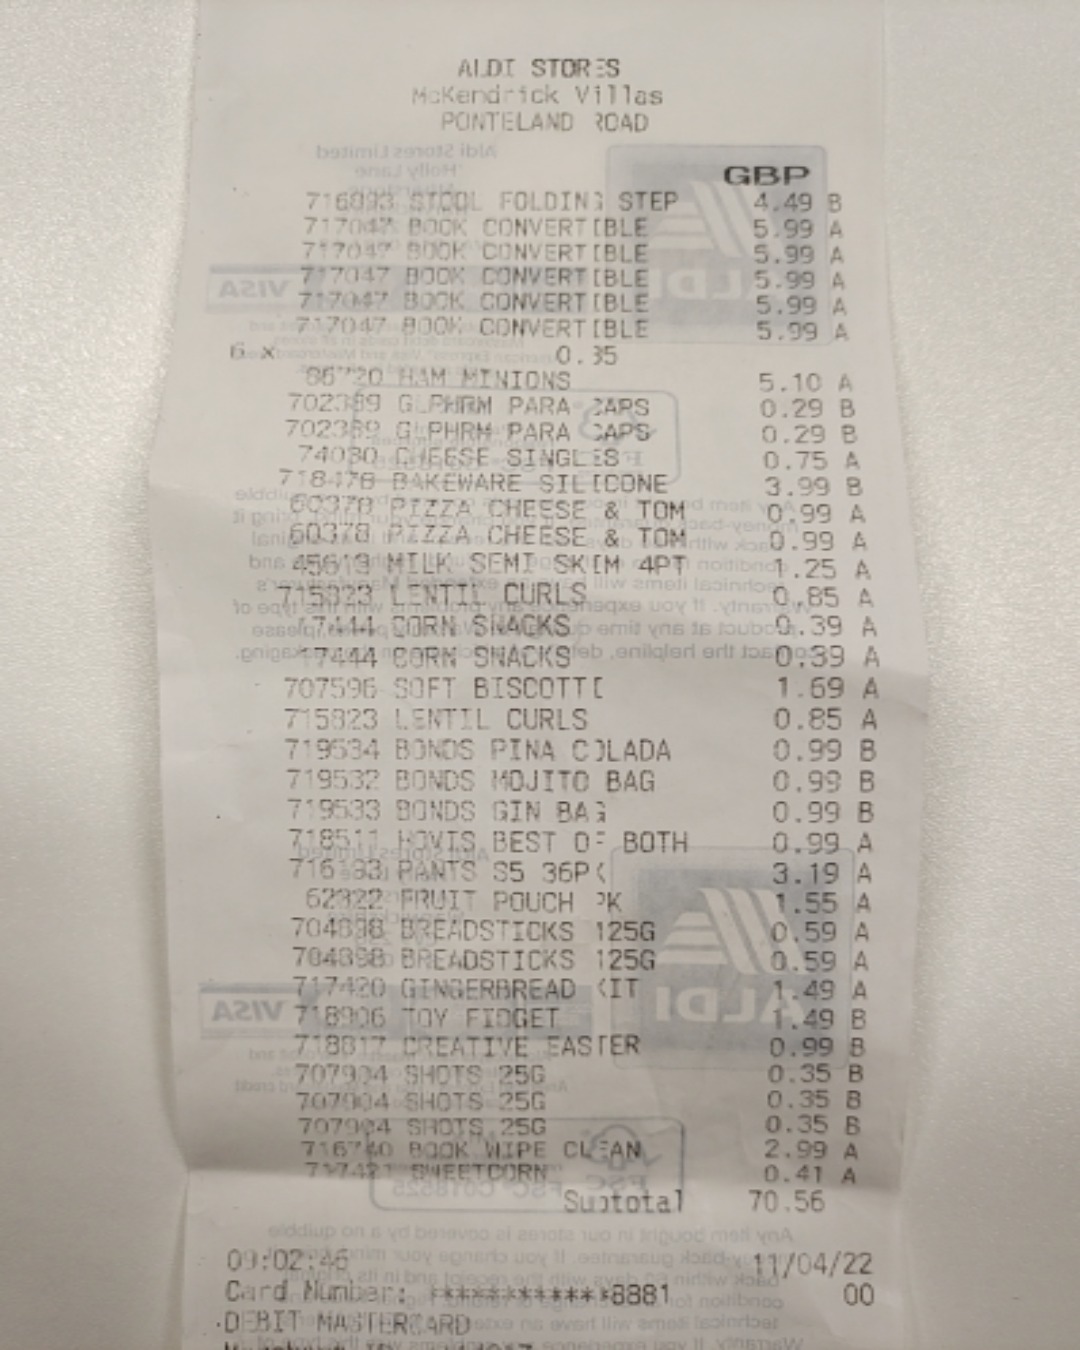 ALDI STORES
McKendrick Villas
PONTELAND ROAD
GBP
716893 STOOL FOLDING STEP 4.49 B
717047 BOOK CONVERTIBLE 5.99 A
717047 BOOK CONVERTIBLE 5.99 A
717047 BOOK CONVERTIBLE 5.99 A
717047 BOOK CONVERTIBLE 5.99 A
717047 BOOK CONVERTIBLE 5.99 A
6 x 0.85
86720 HAM MINIONS 5.10 A
702389 GLPHRM PARA CAPS 0.29 B
702389 GLPHRM PARA CAPS 0.29 B
74080 CHEESE SINGLES 0.75 A
718478 BAKEWARE SILICONE 3.99 B
60378 PIZZA CHEESE & TOM 0.99 A
60378 PIZZA CHEESE & TOM 0.99 A
45613 MILK SEMI SKIM 4PT 1.25 A
715823 LENTIL CURLS 0.85 A
17444 CORN SNACKS 0.39 A
17444 CORN SNACKS 0.39 A
707596 SOFT BISCOTTI 1.69 A
715823 LENTIL CURLS 0.85 A
719534 BONDS PINA COLADA 0.99 B
719532 BONDS MOJITO BAG 0.99 B
719533 BONDS GIN BAG 0.99 B
718511 HOVIS BEST OF BOTH 0.99 A
PANTS S5 36PK 3.19 A
62322 FRUIT POUCH PK 1.55 A
704898 BREADSTICKS 125G 0.59 A
704898 BREADSTICKS 125G 0.59 A
717420 GINGERBREAD KIT 1.49 A
718906 TOY FIDGET 1.49 B
718817 CREATIVE EASTER 0.99 B
707904 SHOTS 25G 0.35 B
707904 SHOTS 25G 0.35 B
707904 SHOTS 25G 0.35 B
716740 BOOK WIPE CLEAN 2.99 A
717421 SWEETCORN 0.41 A
Subtotal 70.56
09:02:46 11/04/22
Card Number: ************8881 00
DEBIT MASTERCARD